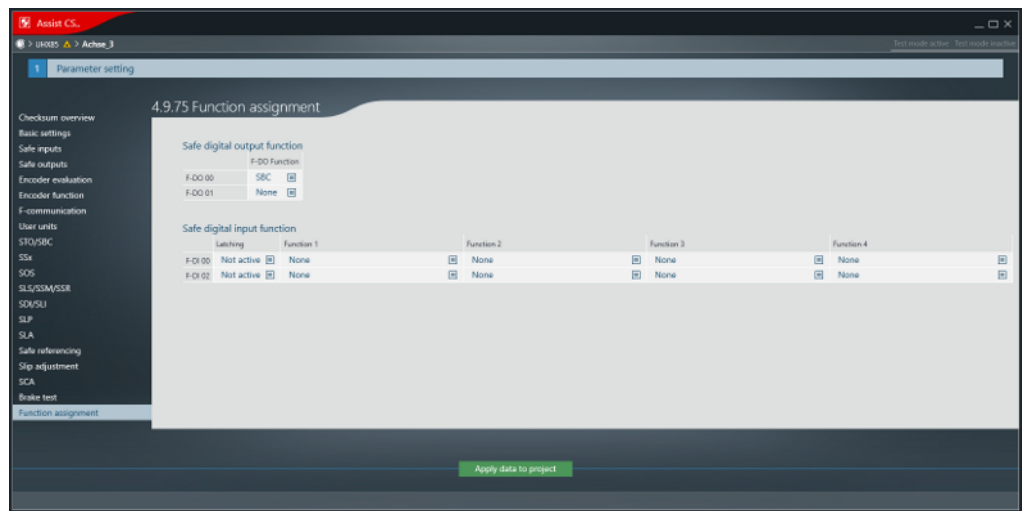 Assist CS..
> UHX85 > Achse_3
Test mode active Test mode inactive
1 Parameter setting
4.9.75 Function assignment
Checksum overview
Basic settings
Safe inputs
Safe outputs
Encoder evaluation
Encoder function
F-communication
User units
STO/SBC
SSx
SOS
SLS/SSM/SSR
SDI/SLI
SLP
SLA
Safe referencing
Slip adjustment
SCA
Brake test
Function assignment
Safe digital output function
F-DO Function
F-DO 00 SBC
F-DO 01 None
Safe digital input function
Latching Function 1 Function 2 Function 3 Function 4
F-DI 00 Not active None None None None
F-DI 02 Not active None None None None
Apply data to project